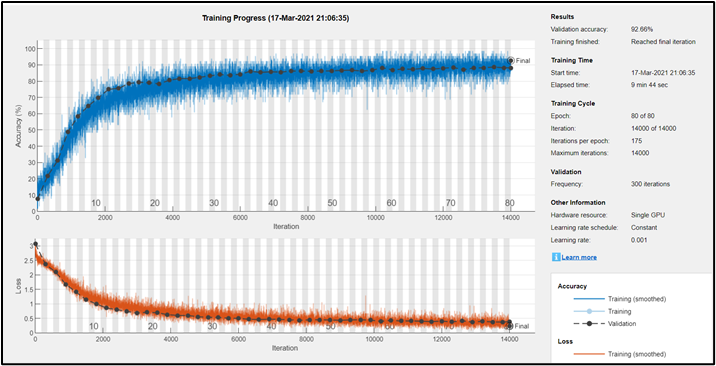 Training Progress (17-Mar-2021 21:06:35)
Accuracy (%)
100
90
80
70
60
50
40
30
20
10
0
10 20 30 40 50 60 70 80
Final
0 2000 4000 6000 8000 10000 12000 14000
Iteration
Loss
3
2.5
2
1.5
1
0.5
0
10 20 30 40 50 60 70 80
Final
0 2000 4000 6000 8000 10000 12000 14000
Iteration
Results
Validation accuracy: 92.66%
Training finished: Reached final iteration
Training Time
Start time: 17-Mar-2021 21:06:35
Elapsed time: 9 min 44 sec
Training Cycle
Epoch: 80 of 80
Iteration: 14000 of 14000
Iterations per epoch: 175
Maximum iterations: 14000
Validation
Frequency: 300 iterations
Other Information
Hardware resource: Single GPU
Learning rate schedule: Constant
Learning rate: 0.001
i Learn more
Accuracy
Training (smoothed)
Training
Validation
Loss
Training (smoothed)